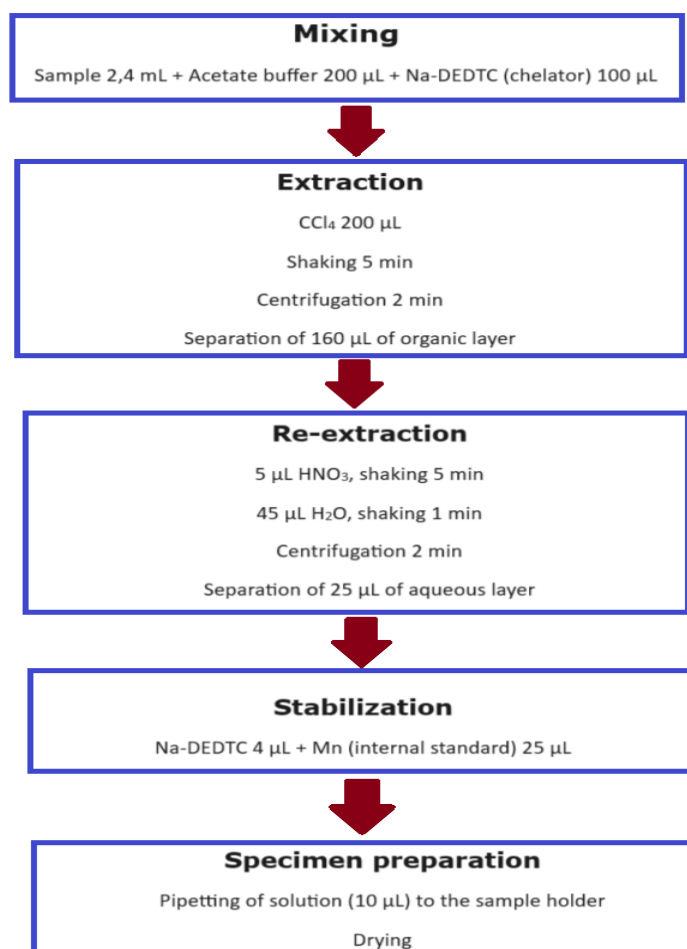 Mixing
Sample 2,4 mL + Acetate buffer 200 µL + Na-DEDTC (chelator) 100 µL
Extraction
CCl₄ 200 µL
Shaking 5 min
Centrifugation 2 min
Separation of 160 µL of organic layer
Re-extraction
5 µL HNO₃, shaking 5 min
45 µL H₂O, shaking 1 min
Centrifugation 2 min
Separation of 25 µL of aqueous layer
Stabilization
Na-DEDTC 4 µL + Mn (internal standard) 25 µL
Specimen preparation
Pipetting of solution (10 µL) to the sample holder
Drying